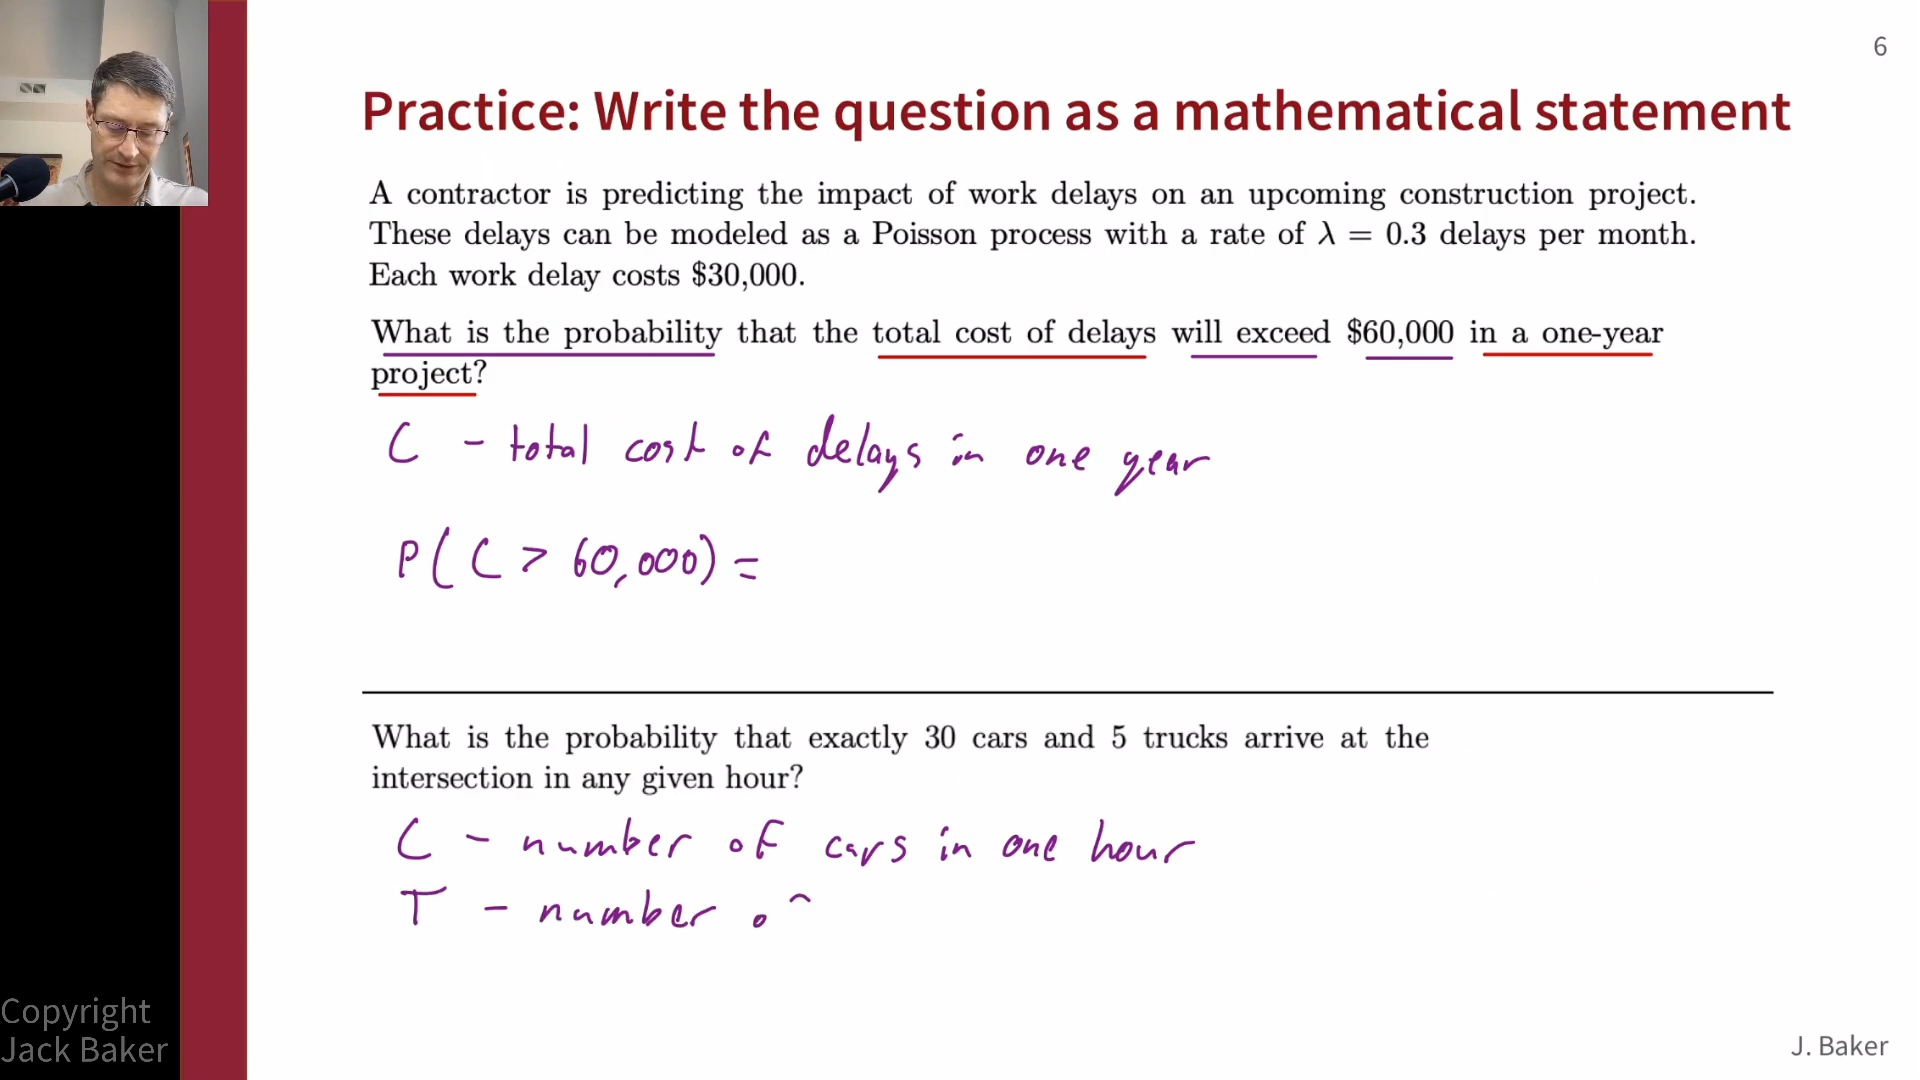 6
Practice: Write the question as a mathematical statement
A contractor is predicting the impact of work delays on an upcoming construction project.
These delays can be modeled as a Poisson process with a rate of λ = 0.3 delays per month.
Each work delay costs $30,000.
What is the probability that the total cost of delays will exceed $60,000 in a one-year
project?
C - total cost of delays in one year
P(C > 60,000) =
What is the probability that exactly 30 cars and 5 trucks arrive at the
intersection in any given hour?
C - number of cars in one hour
T - number
Copyright
Jack Baker
J. Baker